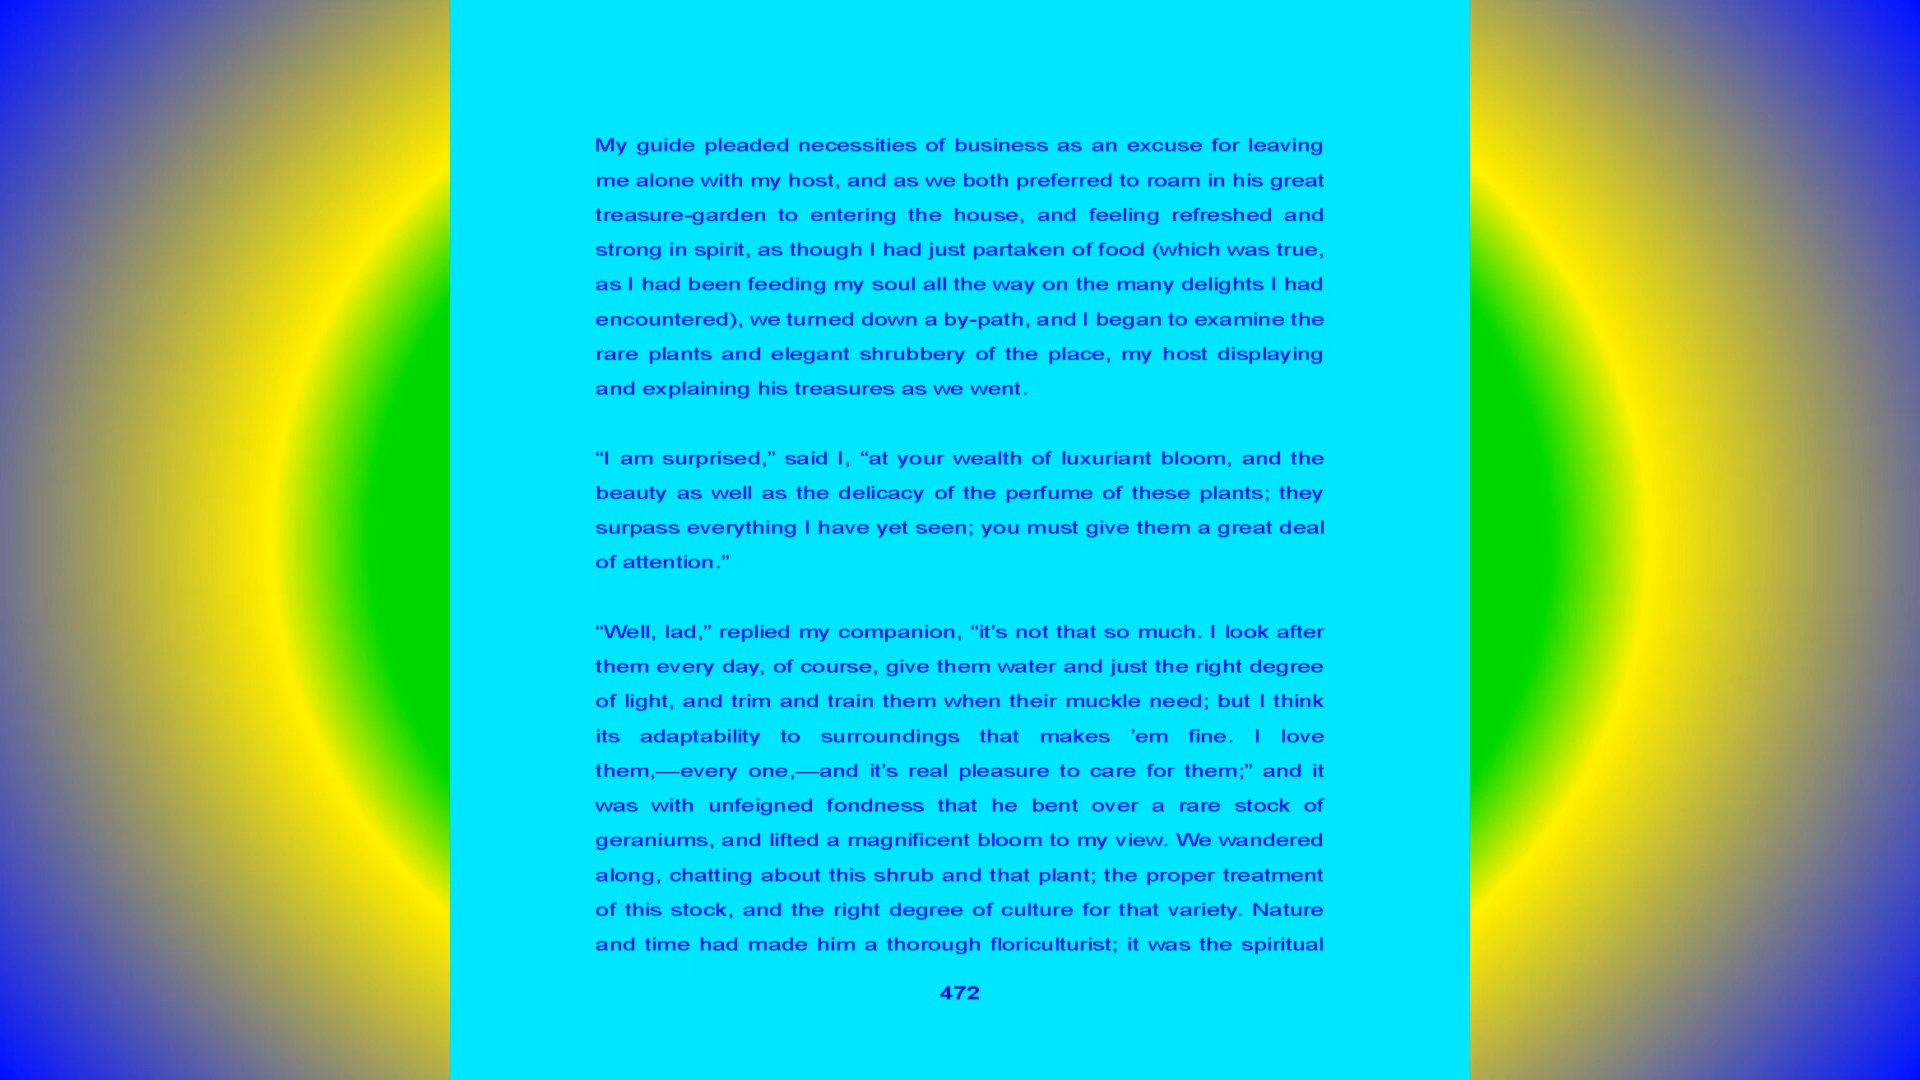 My guide pleaded necessities of business as an excuse for leaving
me alone with my host, and as we both preferred to roam in his great
treasure-garden to entering the house, and feeling refreshed and
strong in spirit, as though I had just partaken of food (which was true,
as I had been feeding my soul all the way on the many delights I had
encountered), we turned down a by-path, and I began to examine the
rare plants and elegant shrubbery of the place, my host displaying
and explaining his treasures as we went.
“I am surprised,” said I, “at your wealth of luxuriant bloom, and the
beauty as well as the delicacy of the perfume of these plants; they
surpass everything I have yet seen; you must give them a great deal
of attention.”
“Well, lad,” replied my companion, “it’s not that so much. I look after
them every day, of course, give them water and just the right degree
of light, and trim and train them when their muckle need; but I think
its adaptability to surroundings that makes ’em fine. I love
them,—every one,—and it’s real pleasure to care for them;” and it
was with unfeigned fondness that he bent over a rare stock of
geraniums, and lifted a magnificent bloom to my view. We wandered
along, chatting about this shrub and that plant; the proper treatment
of this stock, and the right degree of culture for that variety. Nature
and time had made him a thorough floriculturist; it was the spiritual
472